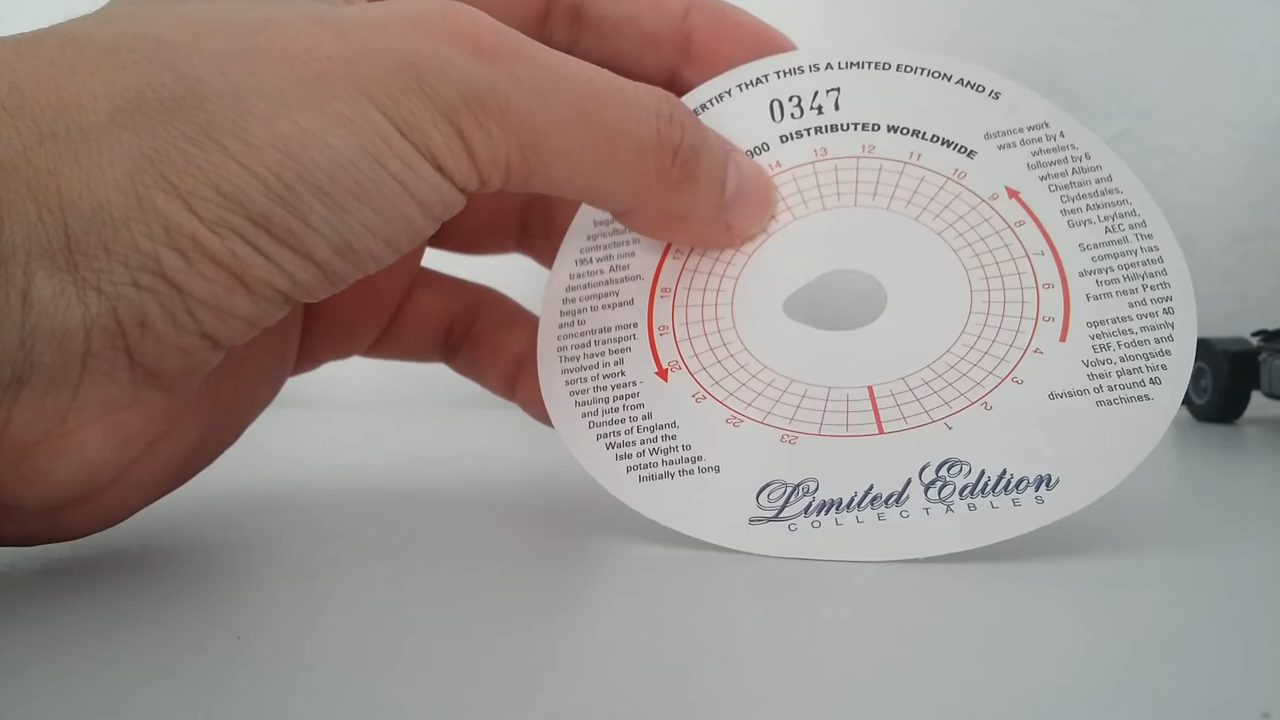 ERTIFY THAT THIS IS A LIMITED EDITION AND IS
0347
900 DISTRIBUTED WORLDWIDE
agricultural
contractors in
1954 with nine
tractors. After
denationalisation,
the company
began to expand
and to
concentrate more
on road transport.
They have been
involved in all
sorts of work
over the years -
hauling paper
and jute from
Dundee to all
parts of England,
Wales and the
Isle of Wight to
potato haulage.
Initially the long
distance work
was done by 4
wheelers,
followed by 6
wheel Albion
Chieftain and
Clydesdales,
then Atkinson,
Guys, Leyland,
AEC and
Scammell. The
company has
always operated
from Hillyland
Farm near Perth
and now
operates over 40
vehicles, mainly
ERF, Foden and
Volvo, alongside
their plant hire
division of around 40
machines.
1 2 3 4 5 6 7 8 9 10 11 12 13 14 17 18 19 20 21 22 23
Limited Edition
COLLECTABLES